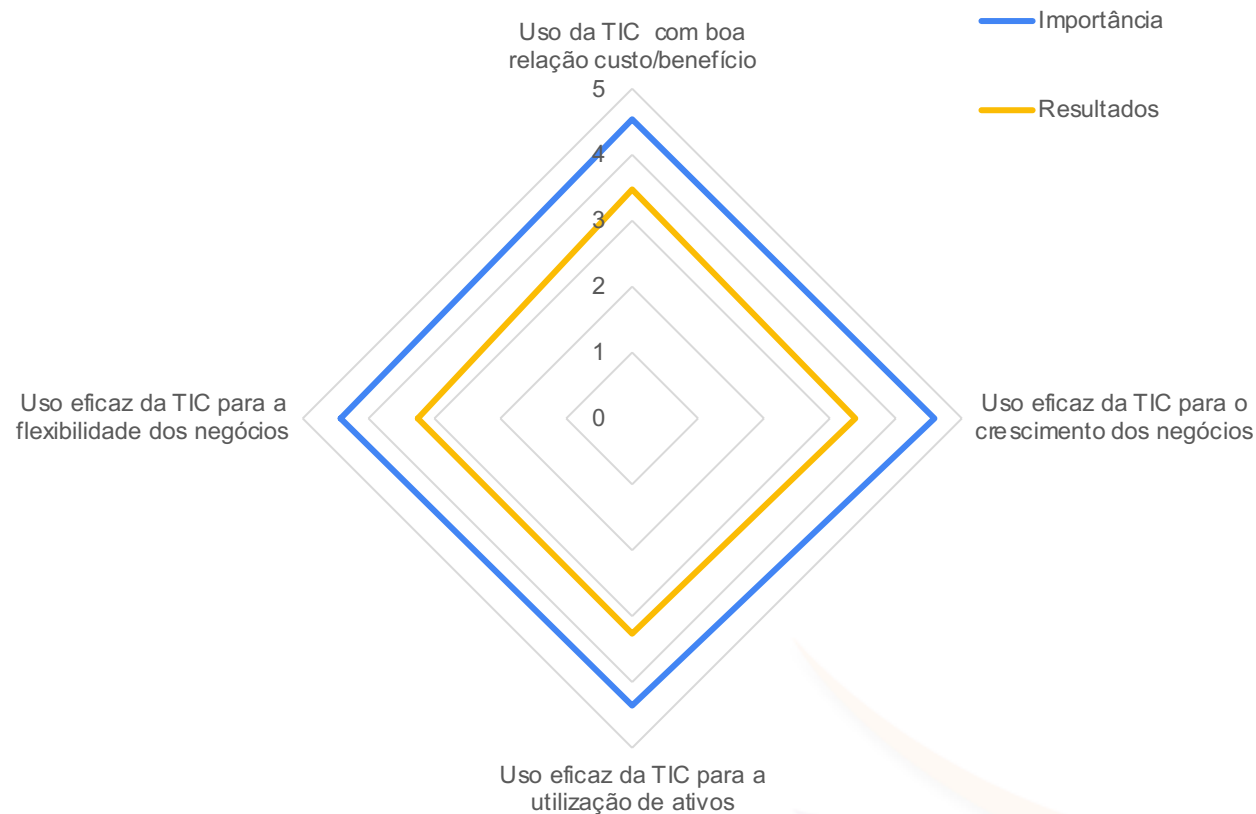 Importância
Uso da TIC com boa
relação custo/benefício
Resultados
5
4
3
2
1
0
Uso eficaz da TIC para a
flexibilidade dos negócios
Uso eficaz da TIC para o
crescimento dos negócios
Uso eficaz da TIC para a
utilização de ativos